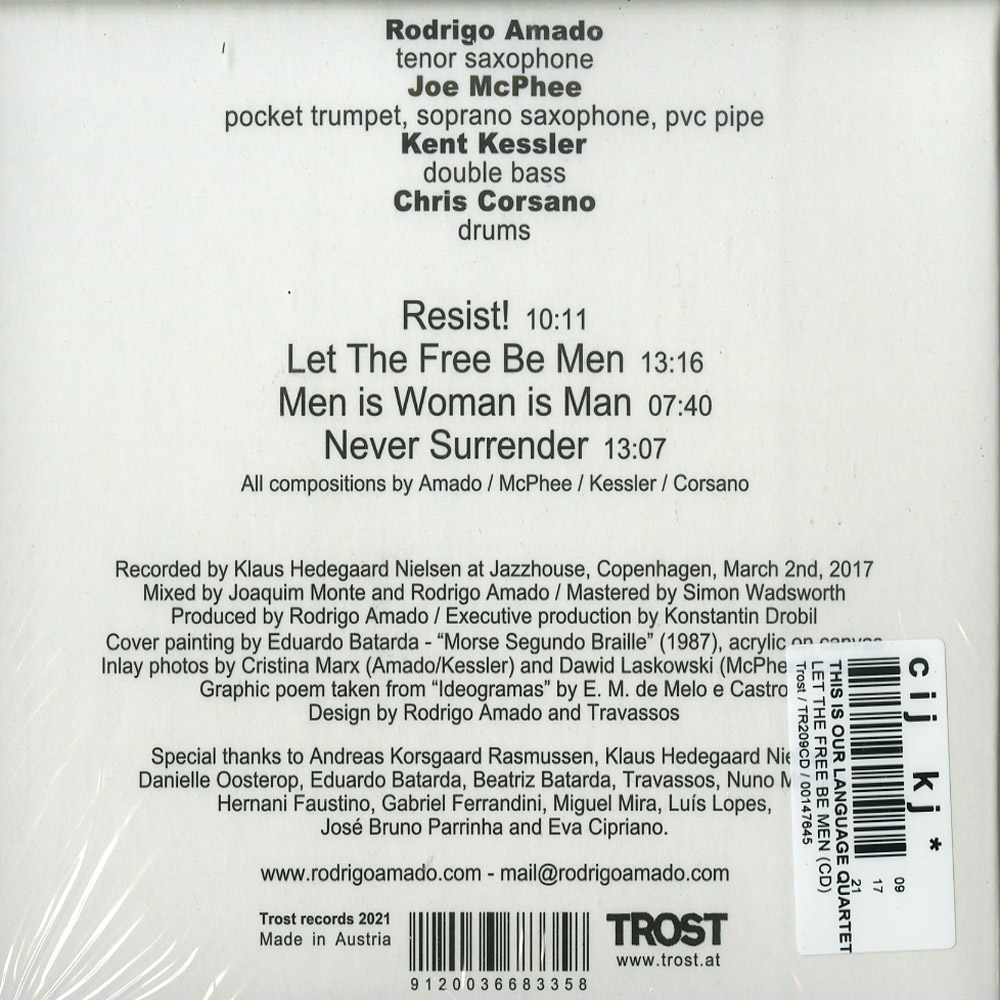 Rodrigo Amado
tenor saxophone
Joe McPhee
pocket trumpet, soprano saxophone, pvc pipe
Kent Kessler
double bass
Chris Corsano
drums
Resist! 10:11
Let The Free Be Men 13:16
Men is Woman is Man 07:40
Never Surrender 13:07
All compositions by Amado / McPhee / Kessler / Corsano
Recorded by Klaus Hedegaard Nielsen at Jazzhouse, Copenhagen, March 2nd, 2017
Mixed by Joaquim Monte and Rodrigo Amado / Mastered by Simon Wadsworth
Produced by Rodrigo Amado / Executive production by Konstantin Drobil
Cover painting by Eduardo Batarda - “Morse Segundo Braille” (1987), acrylic on canvas
Inlay photos by Cristina Marx (Amado/Kessler) and Dawid Laskowski (McPhe
Graphic poem taken from “Ideogramas” by E. M. de Melo e Castro
Design by Rodrigo Amado and Travassos
Special thanks to Andreas Korsgaard Rasmussen, Klaus Hedegaard Nie
Danielle Oosterop, Eduardo Batarda, Beatriz Batarda, Travassos, Nuno M
Hernani Faustino, Gabriel Ferrandini, Miguel Mira, Luís Lopes,
José Bruno Parrinha and Eva Cipriano.
www.rodrigoamado.com - mail@rodrigoamado.com
Trost records 2021
Made in Austria
9120036683358
TROST
www.trost.at
c i j k j *
09
17
21
THIS IS OUR LANGUAGE QUARTET
LET THE FREE BE MEN (CD)
Trost / TR209CD / 00147645